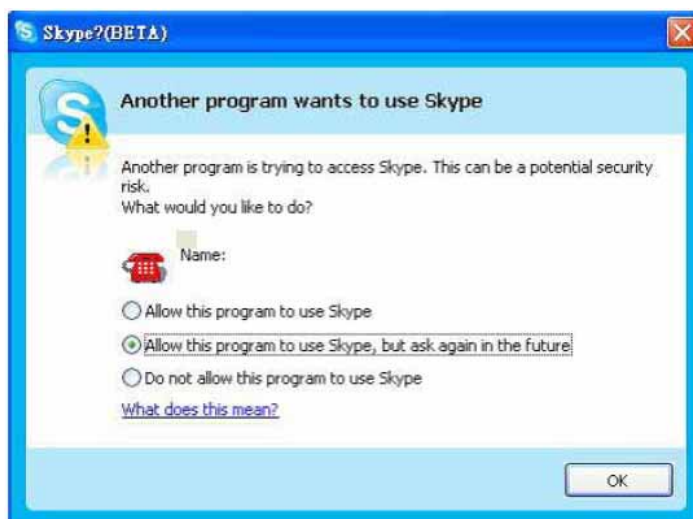 Skype?(BETA)
Another program wants to use Skype
Another program is trying to access Skype. This can be a potential security
risk.
What would you like to do?
Name:
Allow this program to use Skype
Allow this program to use Skype, but ask again in the future
Do not allow this program to use Skype
What does this mean?
OK